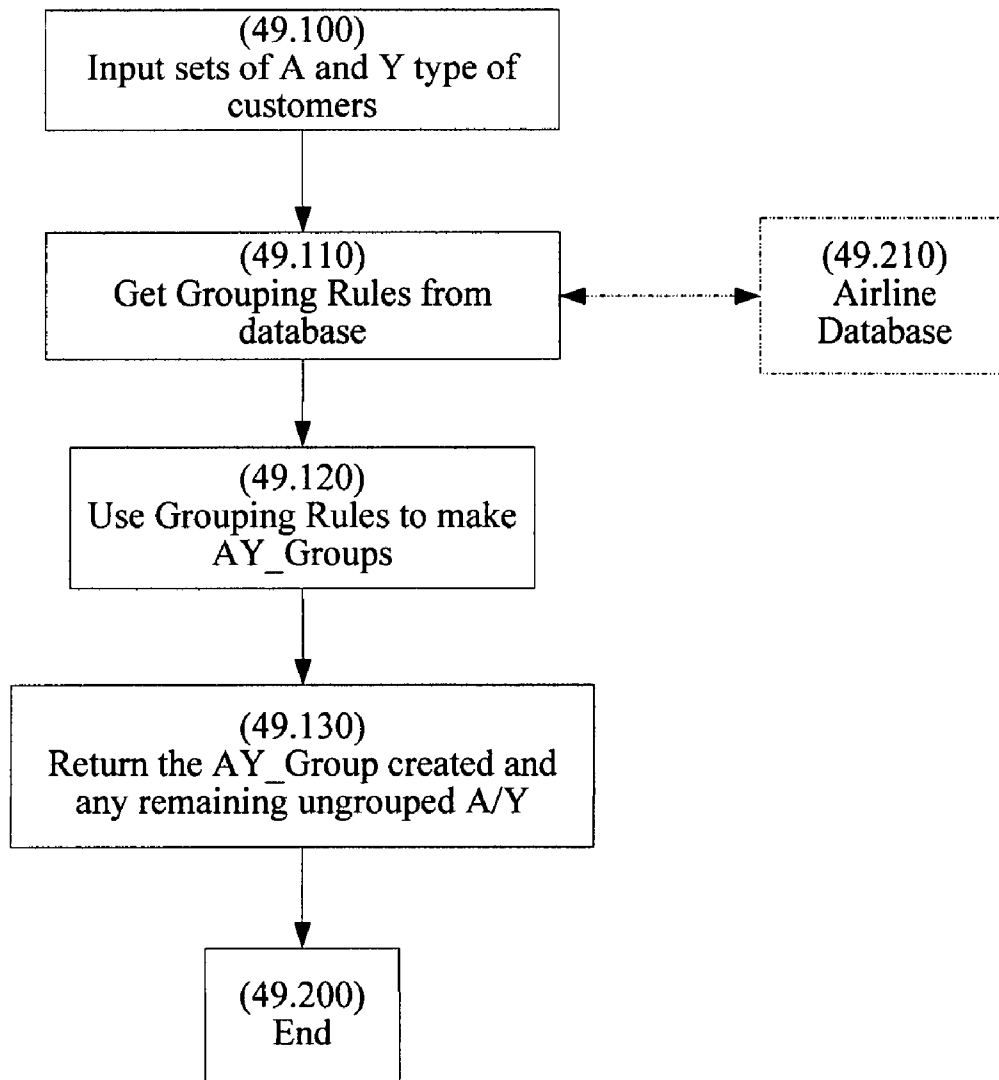 (49.100)
Input sets of A and Y type of
customers
(49.110)
Get Grouping Rules from
database
(49.210)
Airline
Database
(49.120)
Use Grouping Rules to make
AY_Groups
(49.130)
Return the AY_Group created and
any remaining ungrouped A/Y
(49.200)
End